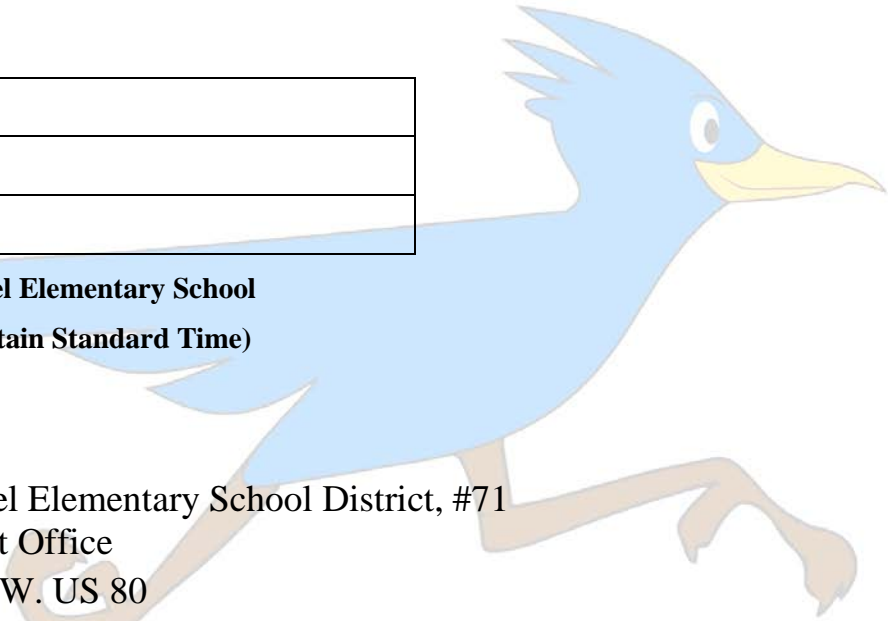 el Elementary School
tain Standard Time)
el Elementary School District, #71
t Office
W. US 80